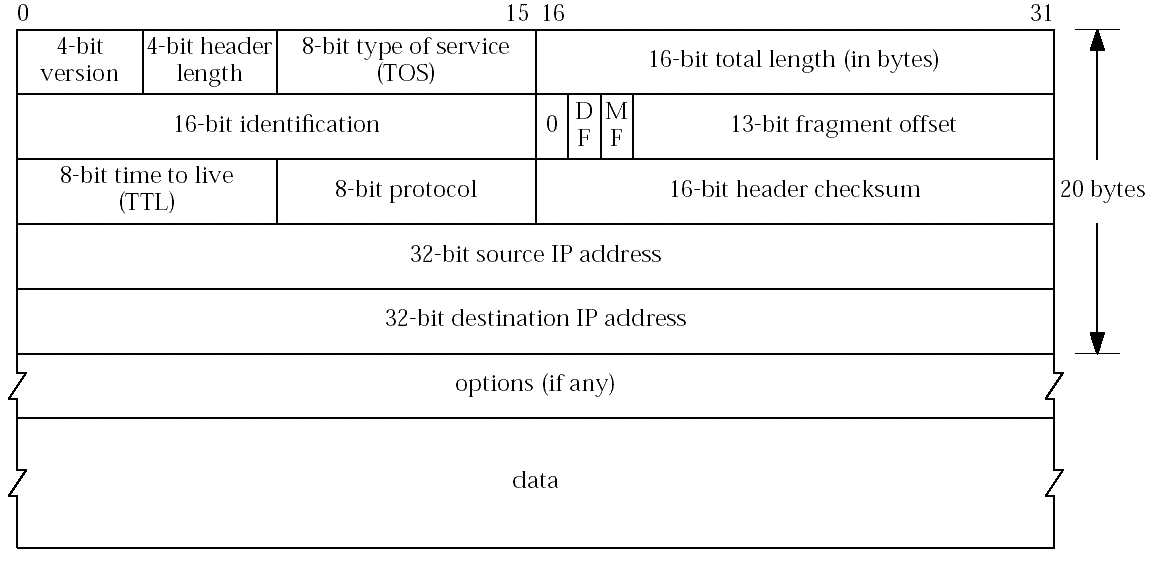 0 15 16 31
4-bit version 4-bit header length 8-bit type of service (TOS) 16-bit total length (in bytes)
16-bit identification 0 DF MF 13-bit fragment offset
8-bit time to live (TTL) 8-bit protocol 16-bit header checksum 20 bytes
32-bit source IP address
32-bit destination IP address
options (if any)
data